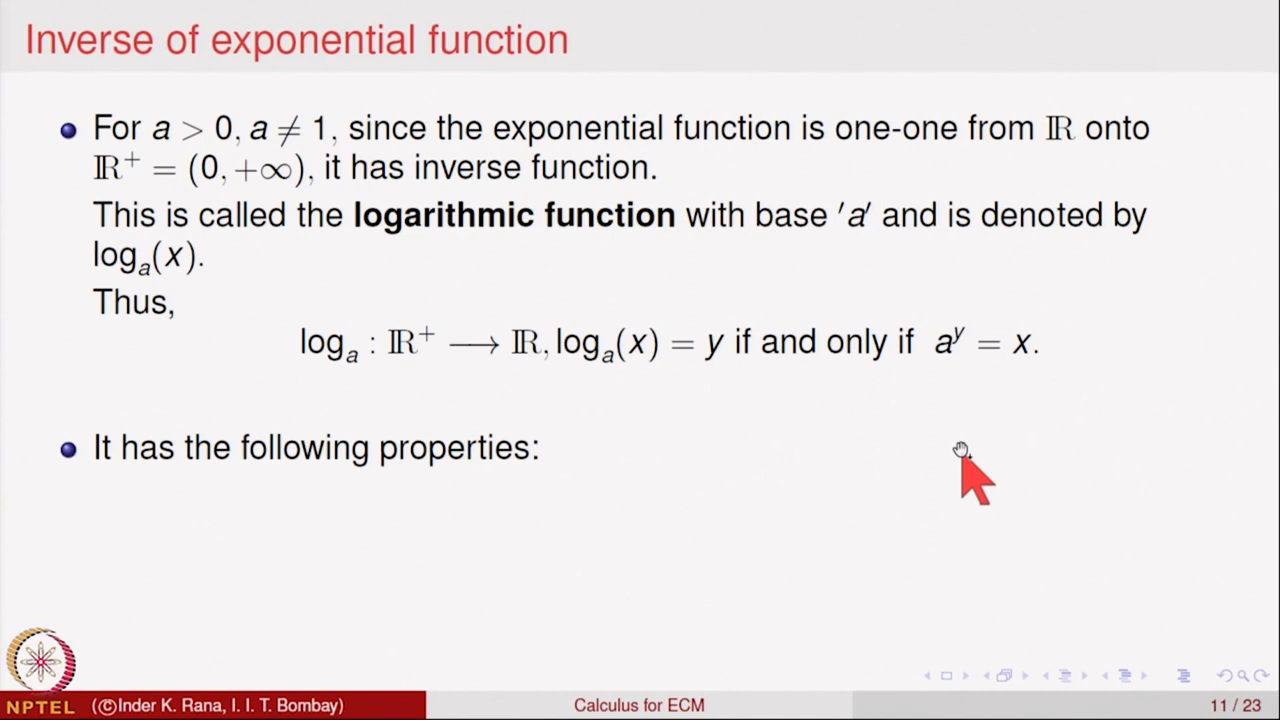 Inverse of exponential function
For a > 0, a ≠ 1, since the exponential function is one-one from ℝ onto
ℝ⁺ = (0, +∞), it has inverse function.
This is called the logarithmic function with base ′a′ and is denoted by
logₐ(x).
Thus,
logₐ : ℝ⁺ ⟶ ℝ, logₐ(x) = y if and only if aʸ = x.
It has the following properties:
NPTEL
(©Inder K. Rana, I. I. T. Bombay)
Calculus for ECM
11 / 23